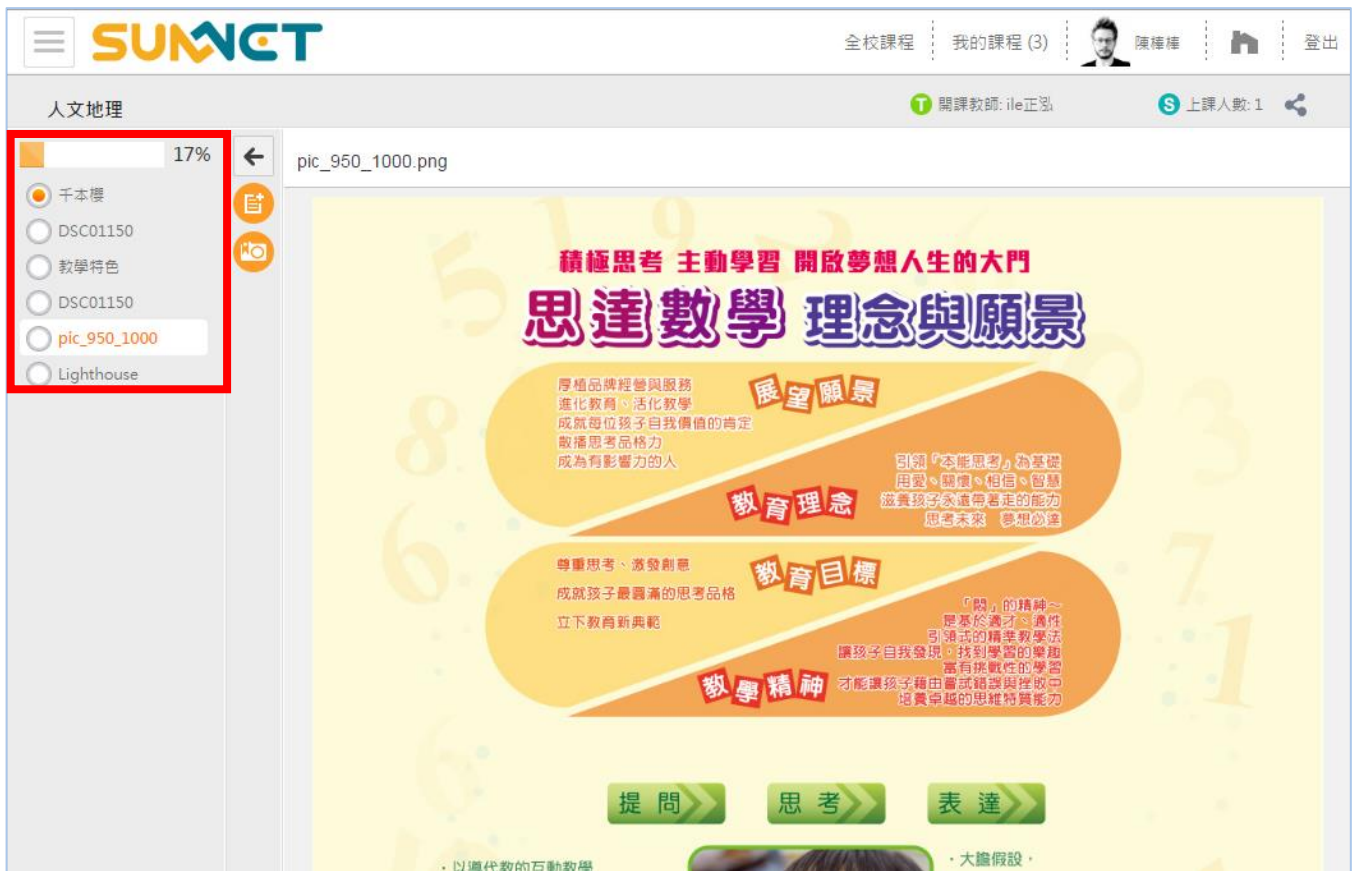 SUNNET
全校課程
我的課程 (3)
陳棒棒
登出
人文地理
T 開課教師: ile正泓
S 上課人數: 1
17%
千本櫻
DSC01150
教學特色
DSC01150
pic_950_1000
Lighthouse
pic_950_1000.png
積極思考 主動學習 開啟夢想人生的大門
思達數學 理念與願景
展望願景
厚植品牌經營與服務
進化教育、活化教學
成就每位孩子自我價值的肯定
散播思考品格力
成為有影響力的人
教育理念
引領「本能思考」為基礎
用愛、關懷、相信、智慧
滋養孩子永遠帶著走的能力
思考未來 夢想必達
教育目標
尊重思考、激發創意
成就孩子最圓滿的思考品格
立下教育新典範
教學精神
「悶」的精神～
是基於適才、適性
引領式的精準教學法
讓孩子自我發現，找到學習的樂趣
富有挑戰性的學習
才能讓孩子藉由嘗試錯誤與挫敗中
培養卓越的思維特質能力
提問
思考
表達
・以導代教的互動教學
・大膽假設・